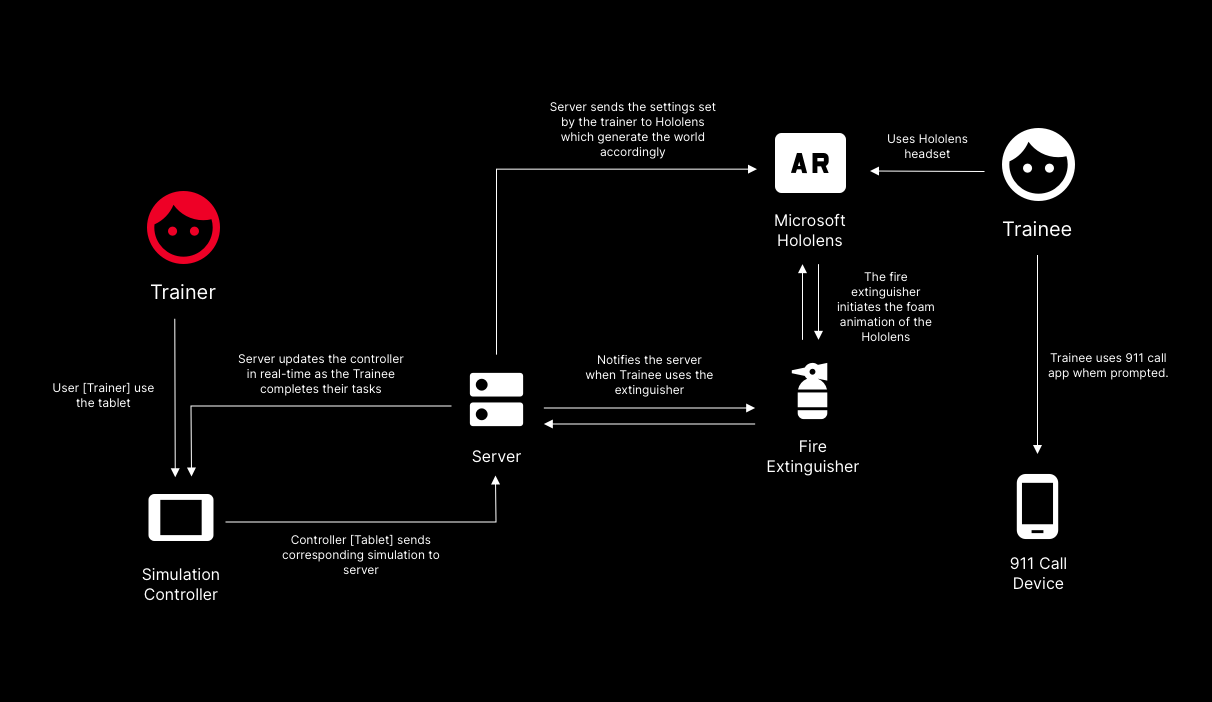 Server sends the settings set
by the trainer to Hololens
which generate the world
accordingly
AR
Microsoft
Hololens
Uses Hololens
headset
Trainee
Trainer
The fire
extinguisher
initiates the foam
animation of the
Hololens
User [Trainer] use
the tablet
Server updates the controller
in real-time as the Trainee
completes their tasks
Notifies the server
when Trainee uses the
extinguisher
Trainee uses 911 call
app whem prompted.
Server
Fire
Extinguisher
Controller [Tablet] sends
corresponding simulation to
server
Simulation
Controller
911 Call
Device